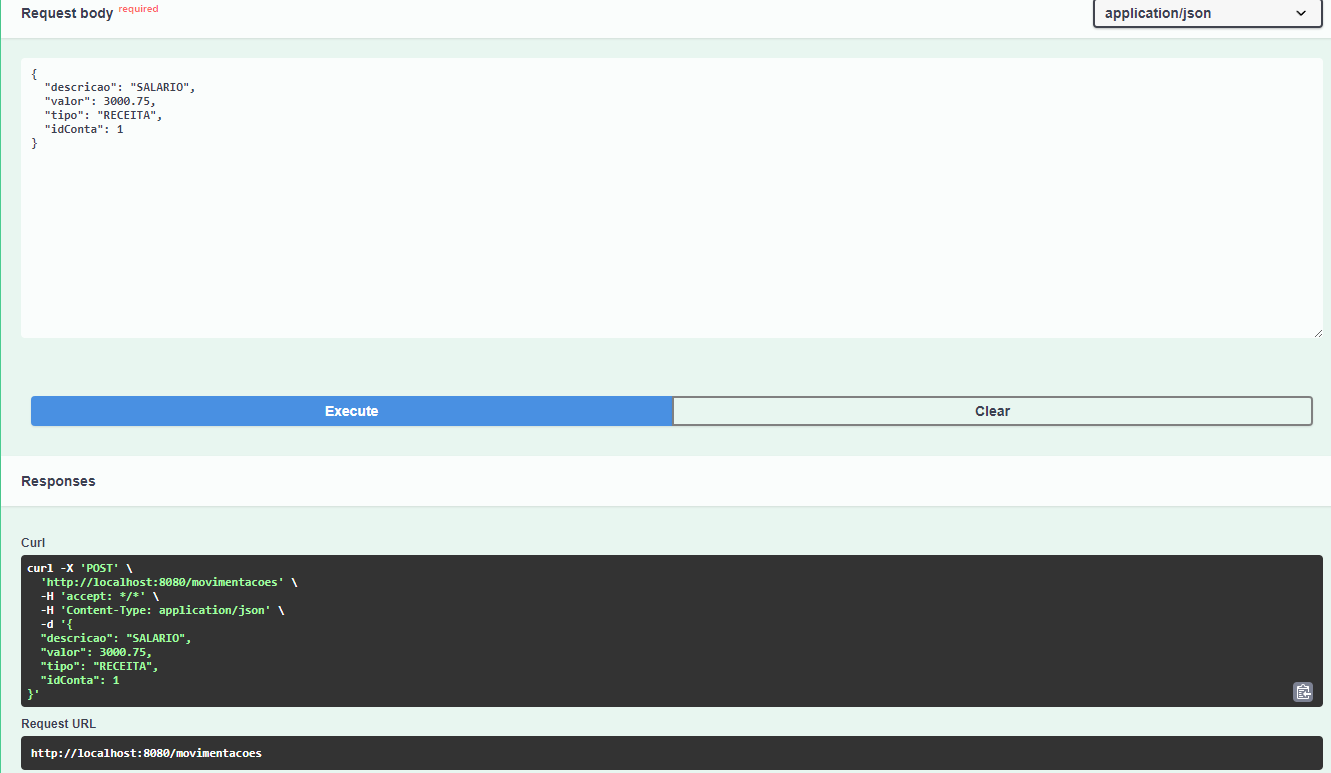 Request body required
application/json
{
  "descricao": "SALARIO",
  "valor": 3000.75,
  "tipo": "RECEITA",
  "idConta": 1
}
Execute
Clear
Responses
Curl
curl -X 'POST' \
  'http://localhost:8080/movimentacoes' \
  -H 'accept: */*' \
  -H 'Content-Type: application/json' \
  -d '{
  "descricao": "SALARIO",
  "valor": 3000.75,
  "tipo": "RECEITA",
  "idConta": 1
}'
Request URL
http://localhost:8080/movimentacoes